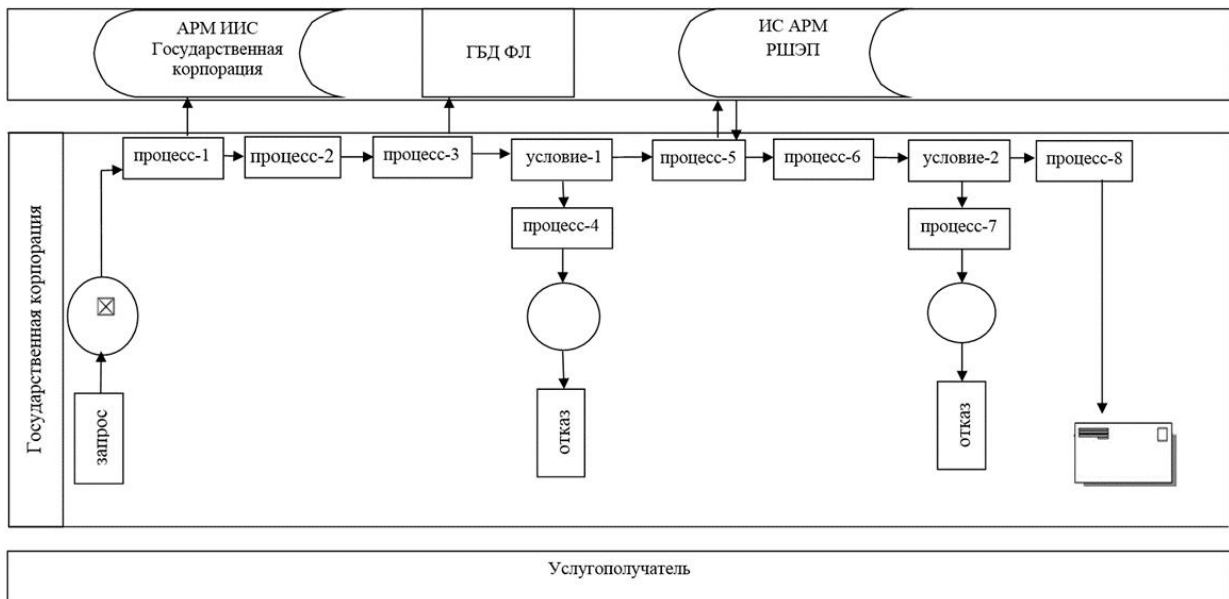 АРМ ИИС
Государственная
корпорация
ГБД ФЛ
ИС АРМ
РШЭП
Государственная корпорация
процесс-1
процесс-2
процесс-3
условие-1
процесс-5
процесс-6
условие-2
процесс-8
процесс-4
процесс-7
запрос
отказ
отказ
Услугополучатель